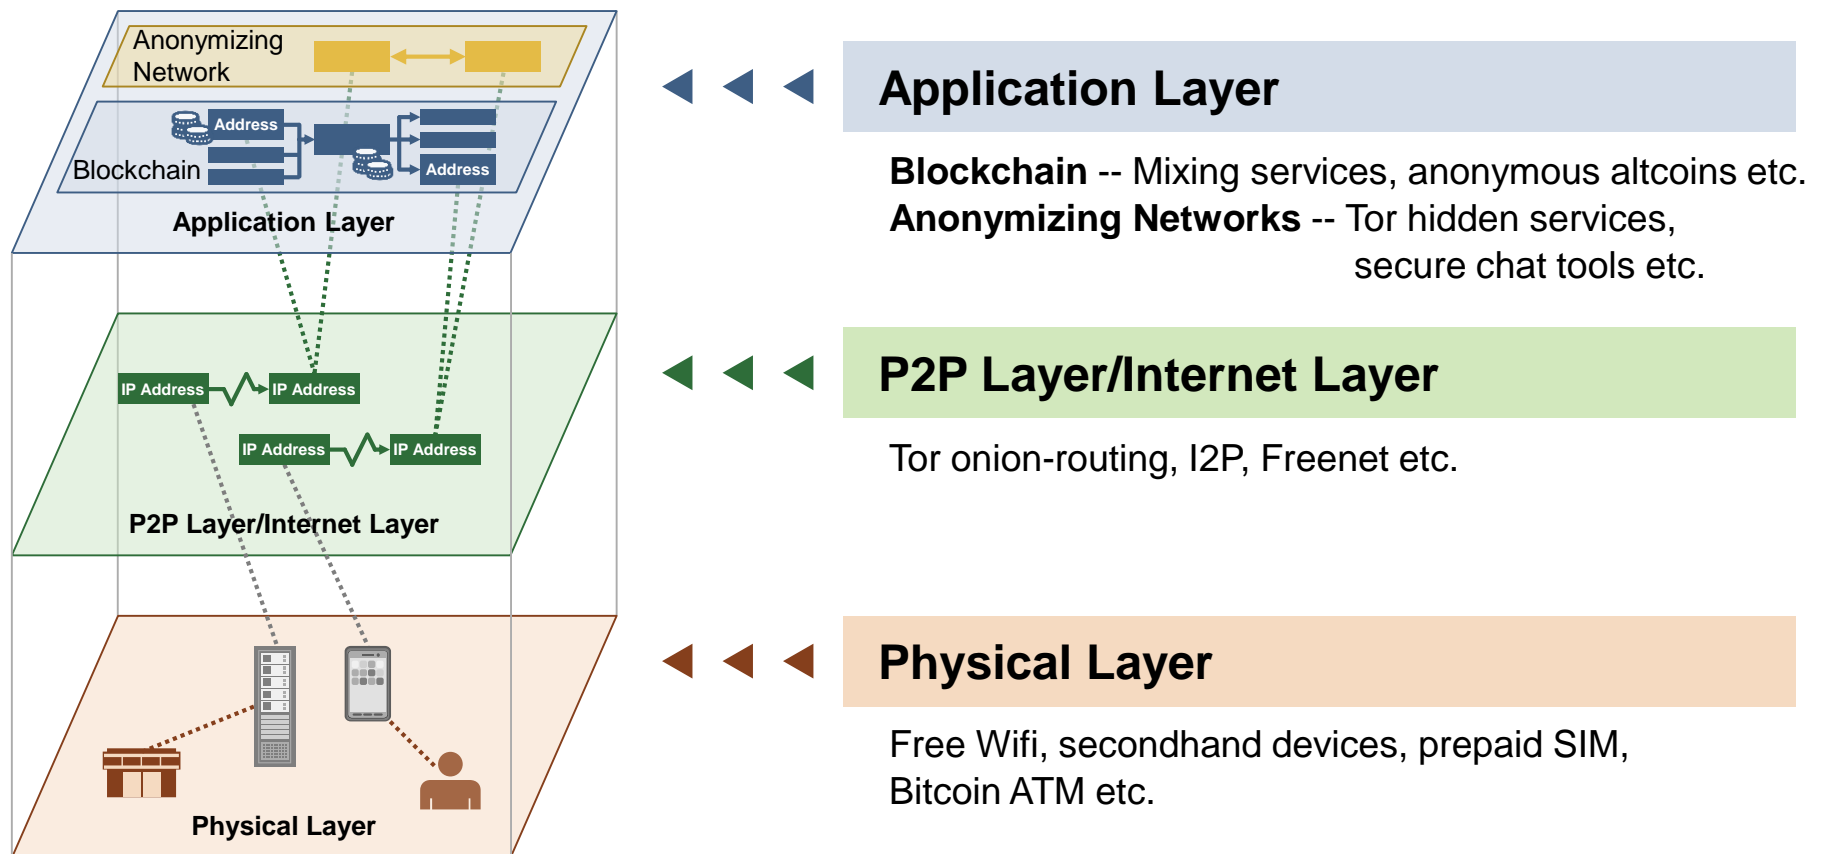 Anonymizing
Network
Address
Blockchain
Address
Application Layer
IP Address
IP Address
IP Address
IP Address
P2P Layer/Internet Layer
Physical Layer
Application Layer
Blockchain -- Mixing services, anonymous altcoins etc.
Anonymizing Networks -- Tor hidden services,
secure chat tools etc.
P2P Layer/Internet Layer
Tor onion-routing, I2P, Freenet etc.
Physical Layer
Free Wifi, secondhand devices, prepaid SIM,
Bitcoin ATM etc.